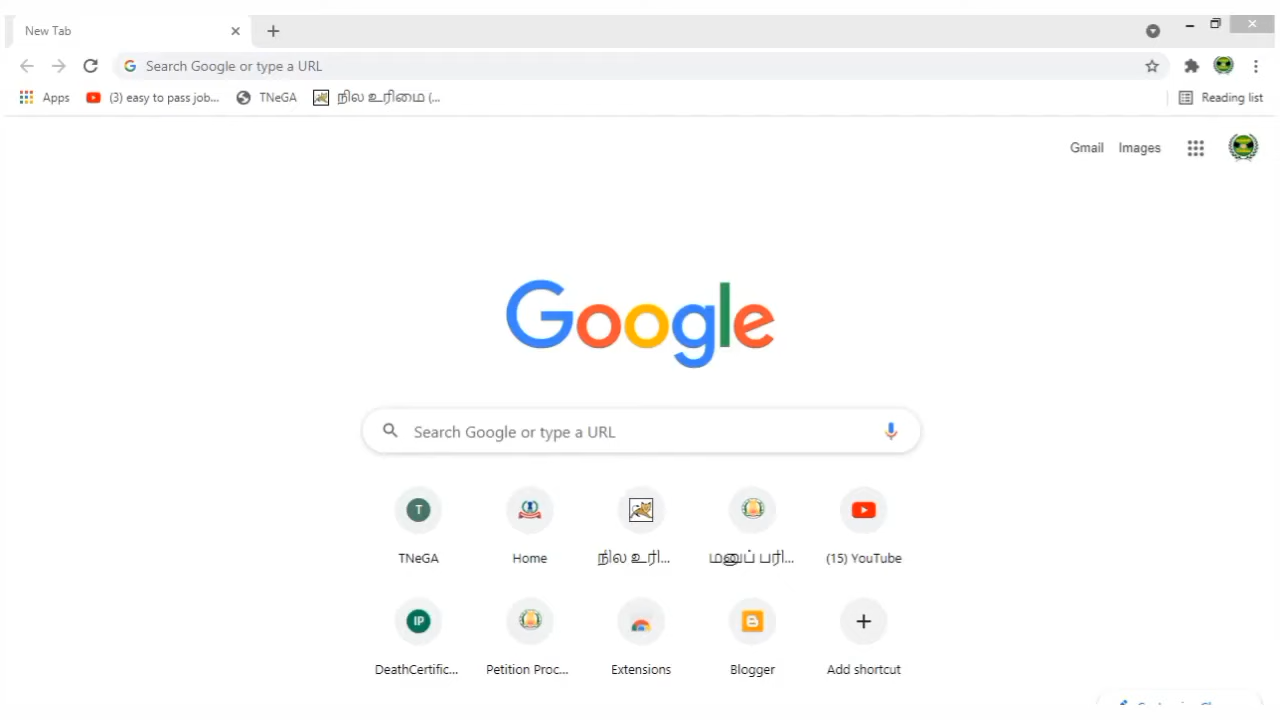 New Tab
Search Google or type a URL
Apps (3) easy to pass job... TNeGA நில உரிமை (... Reading list
Gmail Images
Google
Search Google or type a URL
T
TNeGA Home நில உரி... மனுப் பரி... (15) YouTube
IP
DeathCertific... Petition Proc... Extensions Blogger Add shortcut